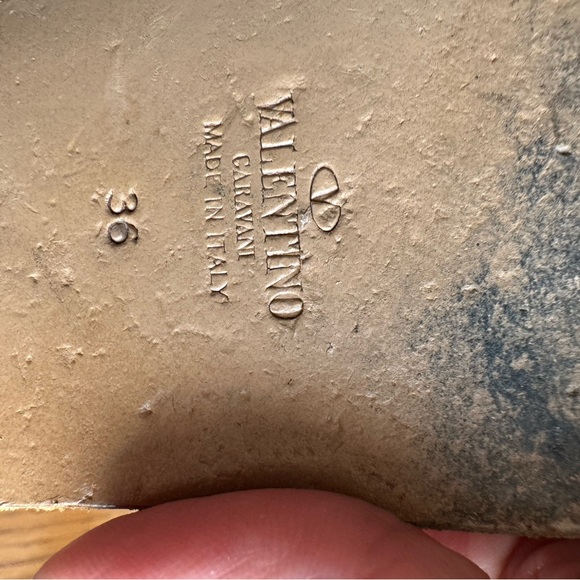 VALENTINO
GARAVANI
MADE IN ITALY
36